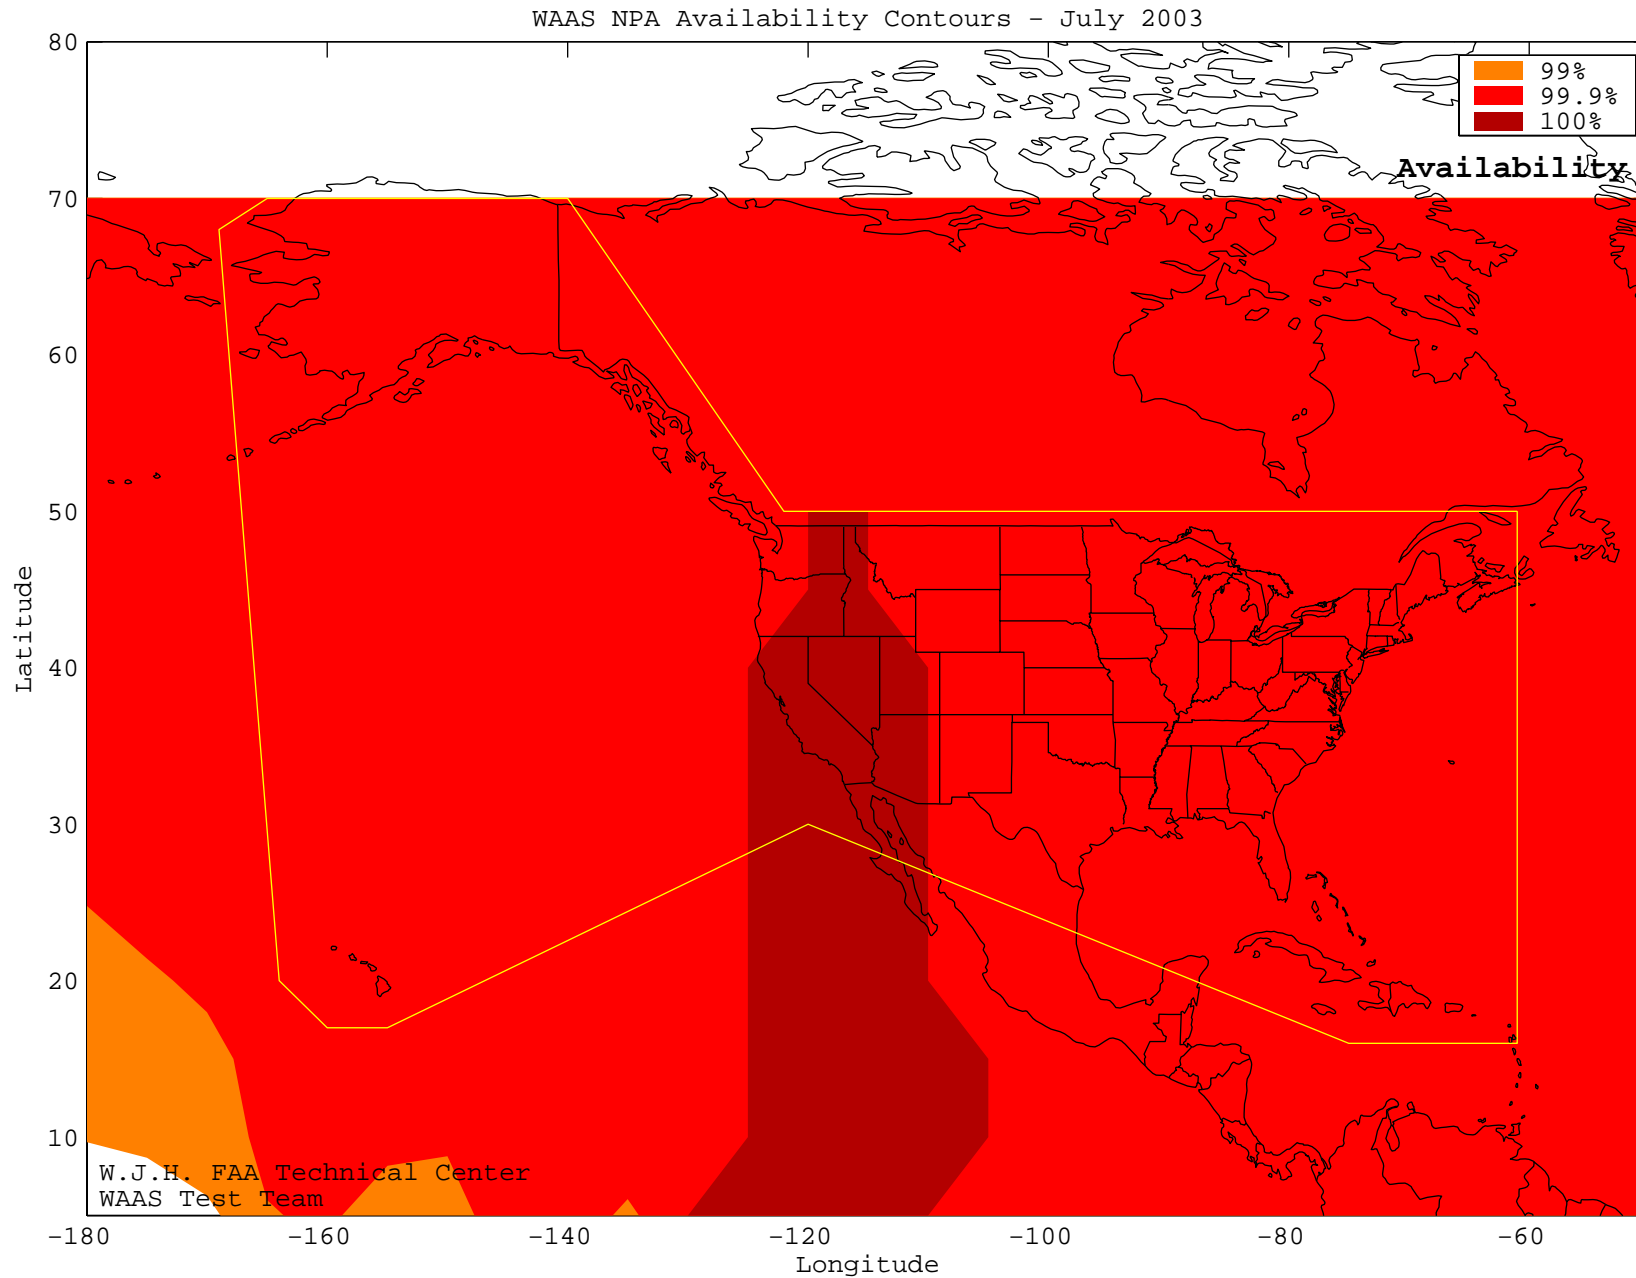 WAAS NPA Availability Contours - July 2003
80
99%
99.9%
100%
Availability
70
60
50
Latitude
40
30
20
10
W.J.H. FAA Technical Center
WAAS Test Team
-180 -160 -140 -120 -100 -80 -60
Longitude